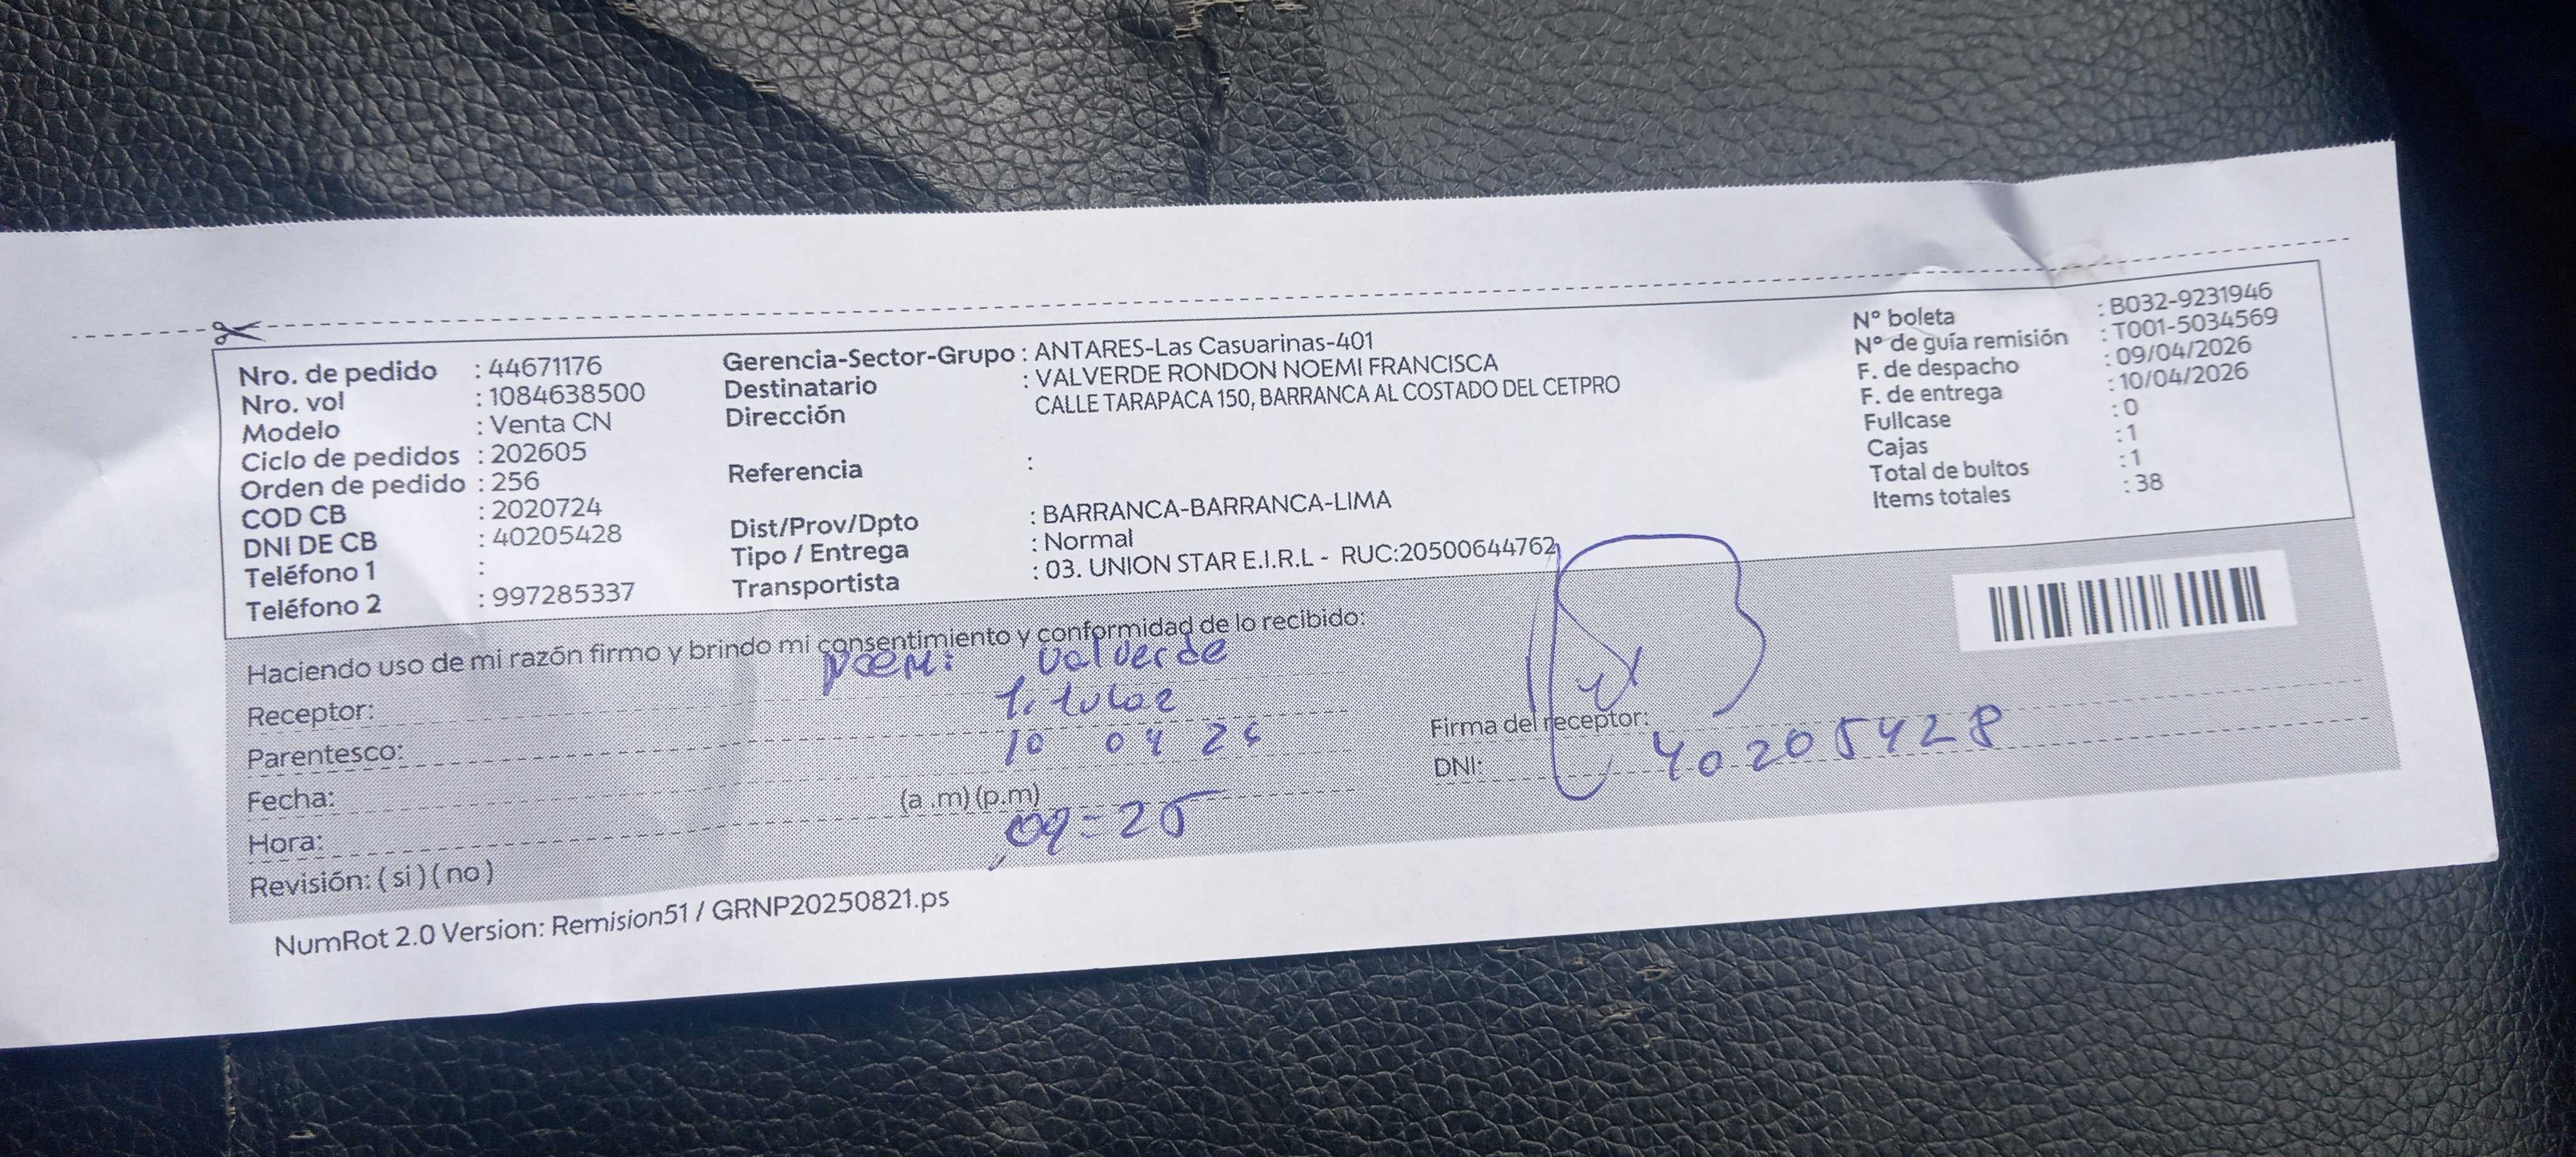 Nro. de pedido : 44671176
Nro. vol : 1084638500
Modelo : Venta CN
Ciclo de pedidos : 202605
Orden de pedido : 256
COD CB : 2020724
DNI DE CB : 40205428
Teléfono 1 :
Teléfono 2 : 997285337
Gerencia-Sector-Grupo : ANTARES-Las Casuarinas-401
Destinatario : VALVERDE RONDON NOEMI FRANCISCA
Dirección CALLE TARAPACA 150, BARRANCA AL COSTADO DEL CETPRO
Referencia :
Dist/Prov/Dpto : BARRANCA-BARRANCA-LIMA
Tipo / Entrega : Normal
Transportista : 03. UNION STAR E.I.R.L - RUC:20500644762
N° boleta : B032-9231946
N° de guía remisión : T001-5034569
F. de despacho : 09/04/2026
F. de entrega : 10/04/2026
Fullcase : 0
Cajas : 1
Total de bultos : 1
Items totales : 38
Haciendo uso de mi razón firmo y brindo mi consentimiento y conformidad de lo recibido:
Receptor: Noemi Valverde
Parentesco: Titular
Fecha: 10 04 26
Hora: (a .m) (p.m) 09=25
Revisión: ( si ) ( no )
Firma del receptor:
DNI: 40205428
NumRot 2.0 Version: Remision51 / GRNP20250821.ps